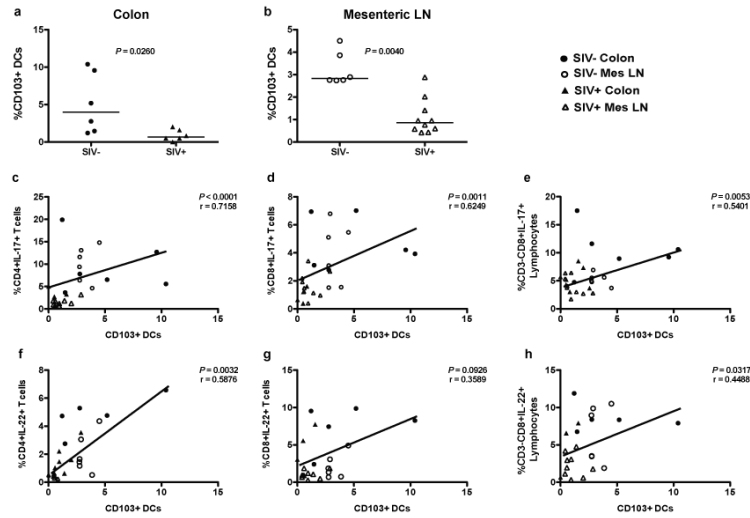 a Colon
P = 0.0260
%CD103+ DCs
15
10
5
0
SIV- SIV+
b Mesenteric LN
P = 0.0040
%CD103+ DCs
5
4
3
2
1
0
SIV- SIV+
SIV- Colon
SIV- Mes LN
SIV+ Colon
SIV+ Mes LN
c
P < 0.0001
r = 0.7158
%CD4+IL-17+ T cells
25
20
15
10
5
0
0 5 10 15
CD103+ DCs
d
P = 0.0011
r = 0.6249
%CD8+IL-17+ T cells
8
6
4
2
0
0 5 10 15
CD103+ DCs
e
P = 0.0053
r = 0.5401
%CD3-CD8+IL-17+
Lymphocytes
20
15
10
5
0
0 5 10 15
CD103+ DCs
f
P = 0.0032
r = 0.5876
%CD4+IL-22+ T cells
8
6
4
2
0
0 5 10 15
CD103+ DCs
g
P = 0.0926
r = 0.3589
%CD8+IL-22+ T cells
15
10
5
0
0 5 10 15
CD103+ DCs
h
P = 0.0317
r = 0.4488
%CD3-CD8+IL-22+
Lymphocytes
15
10
5
0
0 5 10 15
CD103+ DCs